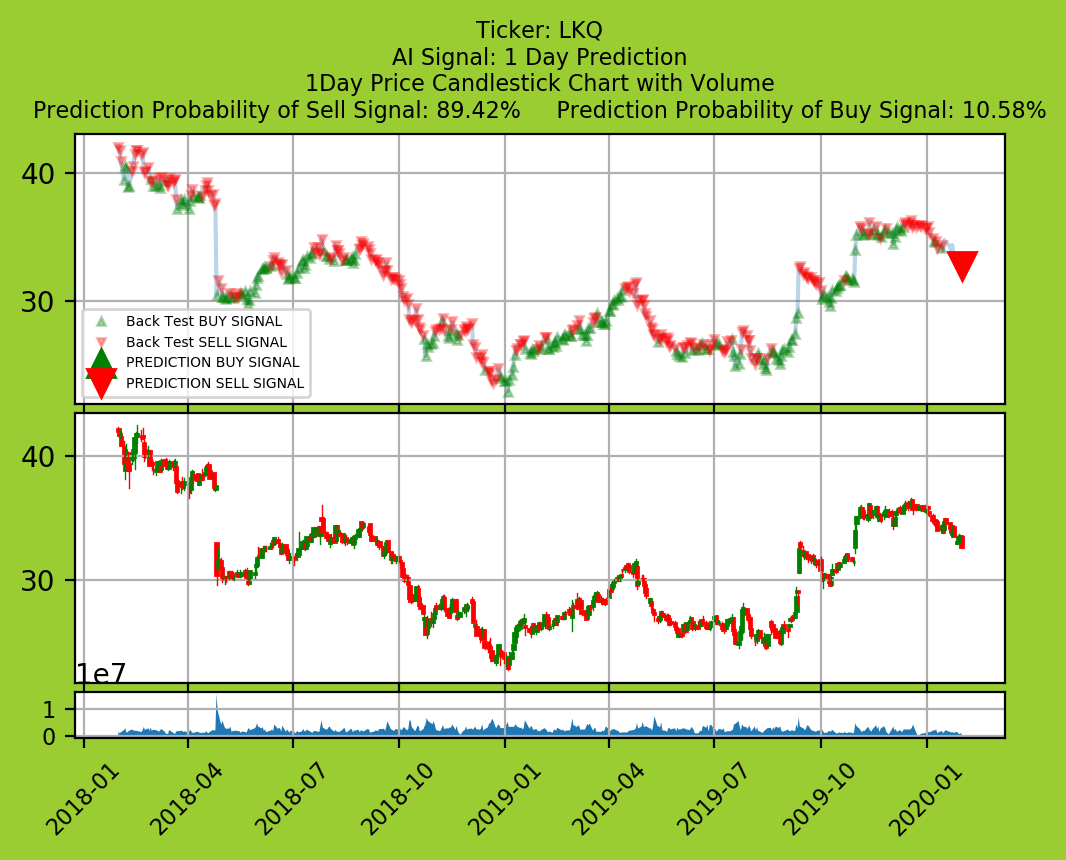 Ticker: LKQ
AI Signal: 1 Day Prediction
1Day Price Candlestick Chart with Volume
Prediction Probability of Sell Signal: 89.42%     Prediction Probability of Buy Signal: 10.58%
40
30
Back Test BUY SIGNAL
Back Test SELL SIGNAL
PREDICTION BUY SIGNAL
PREDICTION SELL SIGNAL
40
30
1e7
1
0
2018-01
2018-04
2018-07
2018-10
2019-01
2019-04
2019-07
2019-10
2020-01